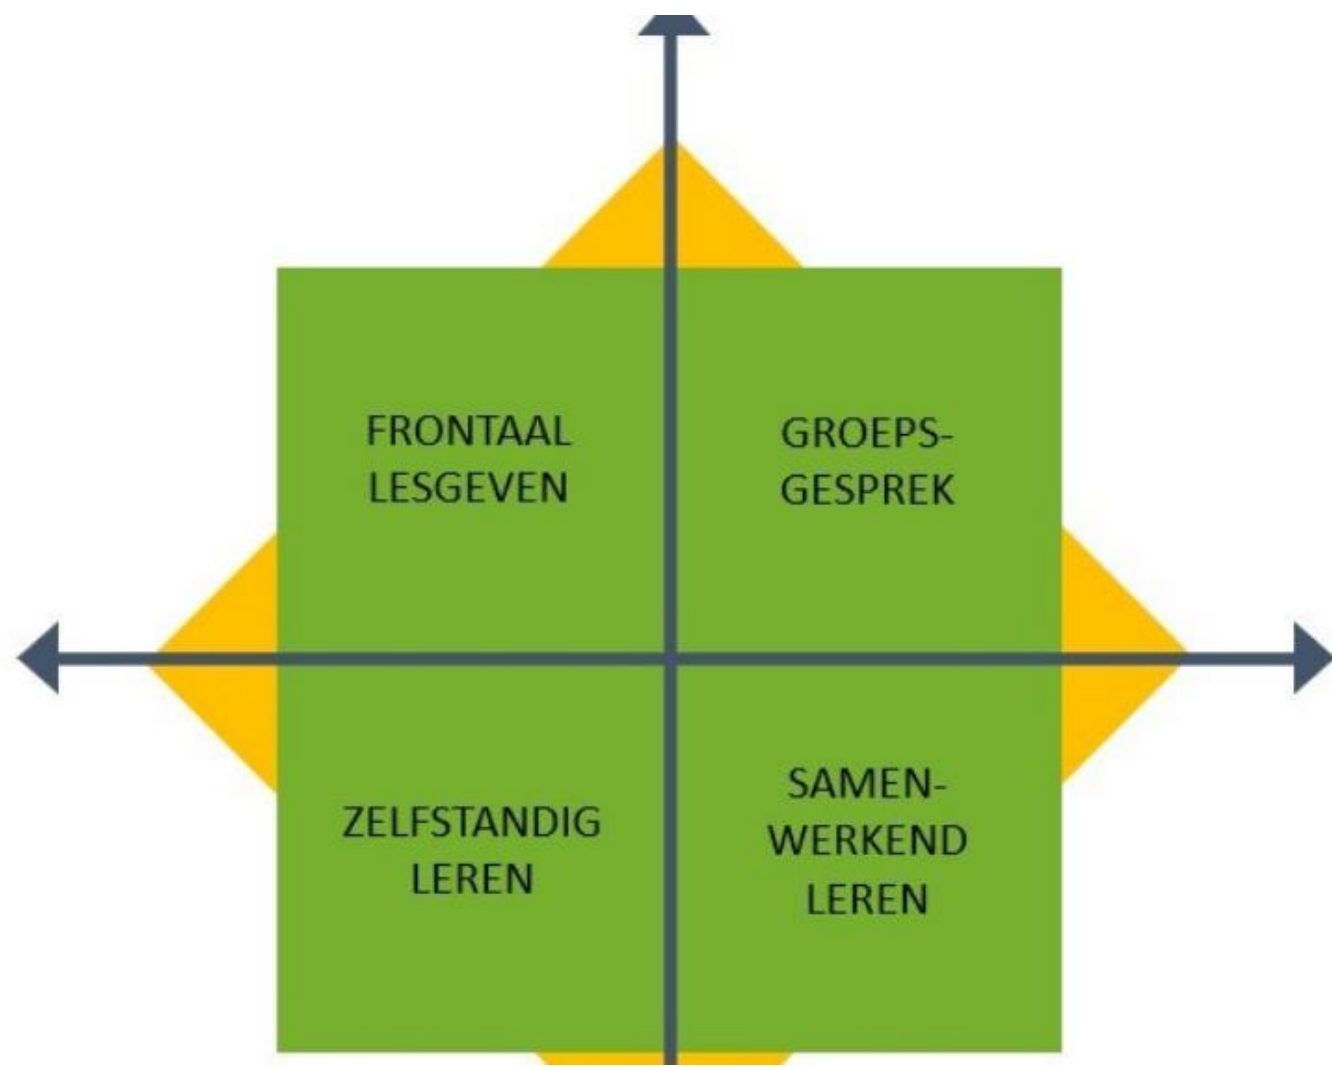 FRONTAAL
LESGEVEN
GROEPS-
GESPREK
ZELFSTANDIG
LEREN
SAMEN-
WERKEND
LEREN